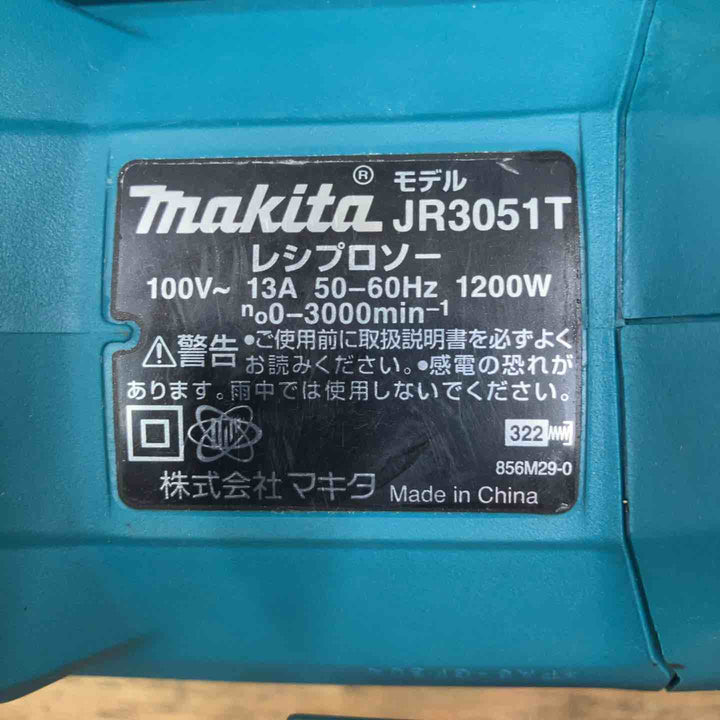 makita® モデル JR3051T
レシプロソー
100V~ 13A 50-60Hz 1200W
n₀0-3000min⁻¹
⚠警告 •ご使用前に取扱説明書を必ずよく
お読みください。•感電の恐れが
あります。雨中では使用しないでください。
322
856M29-0
株式会社マキタ Made in China